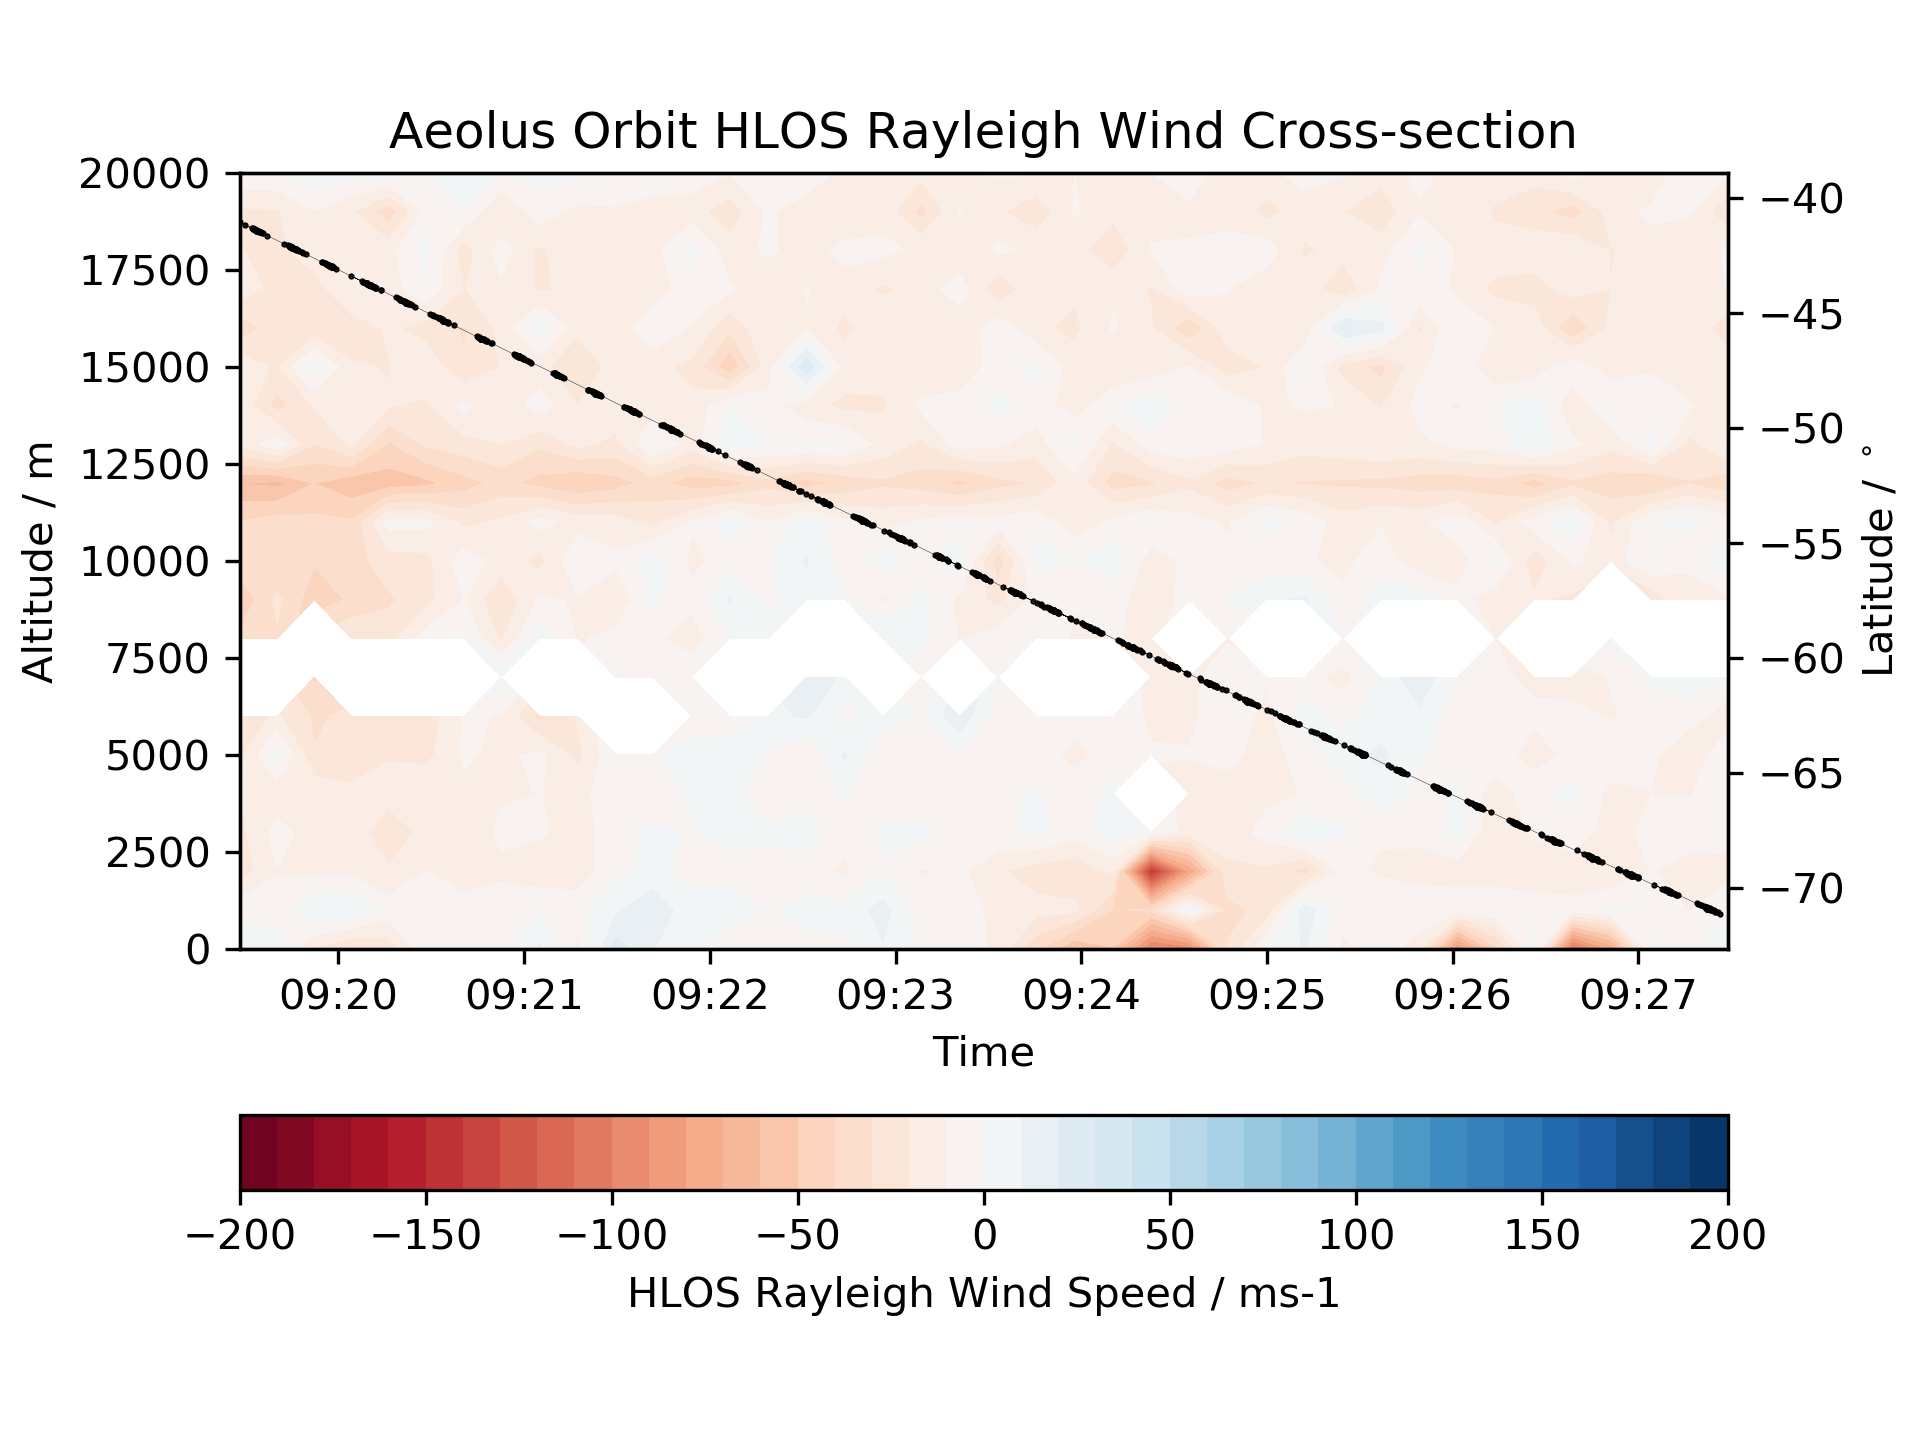 Aeolus Orbit HLOS Rayleigh Wind Cross-section
20000
17500
15000
12500
10000
7500
5000
2500
0
Altitude / m
−40
−45
−50
−55
−60
−65
−70
Latitude / °
09:20 09:21 09:22 09:23 09:24 09:25 09:26 09:27
Time
−200 −150 −100 −50 0 50 100 150 200
HLOS Rayleigh Wind Speed / ms-1